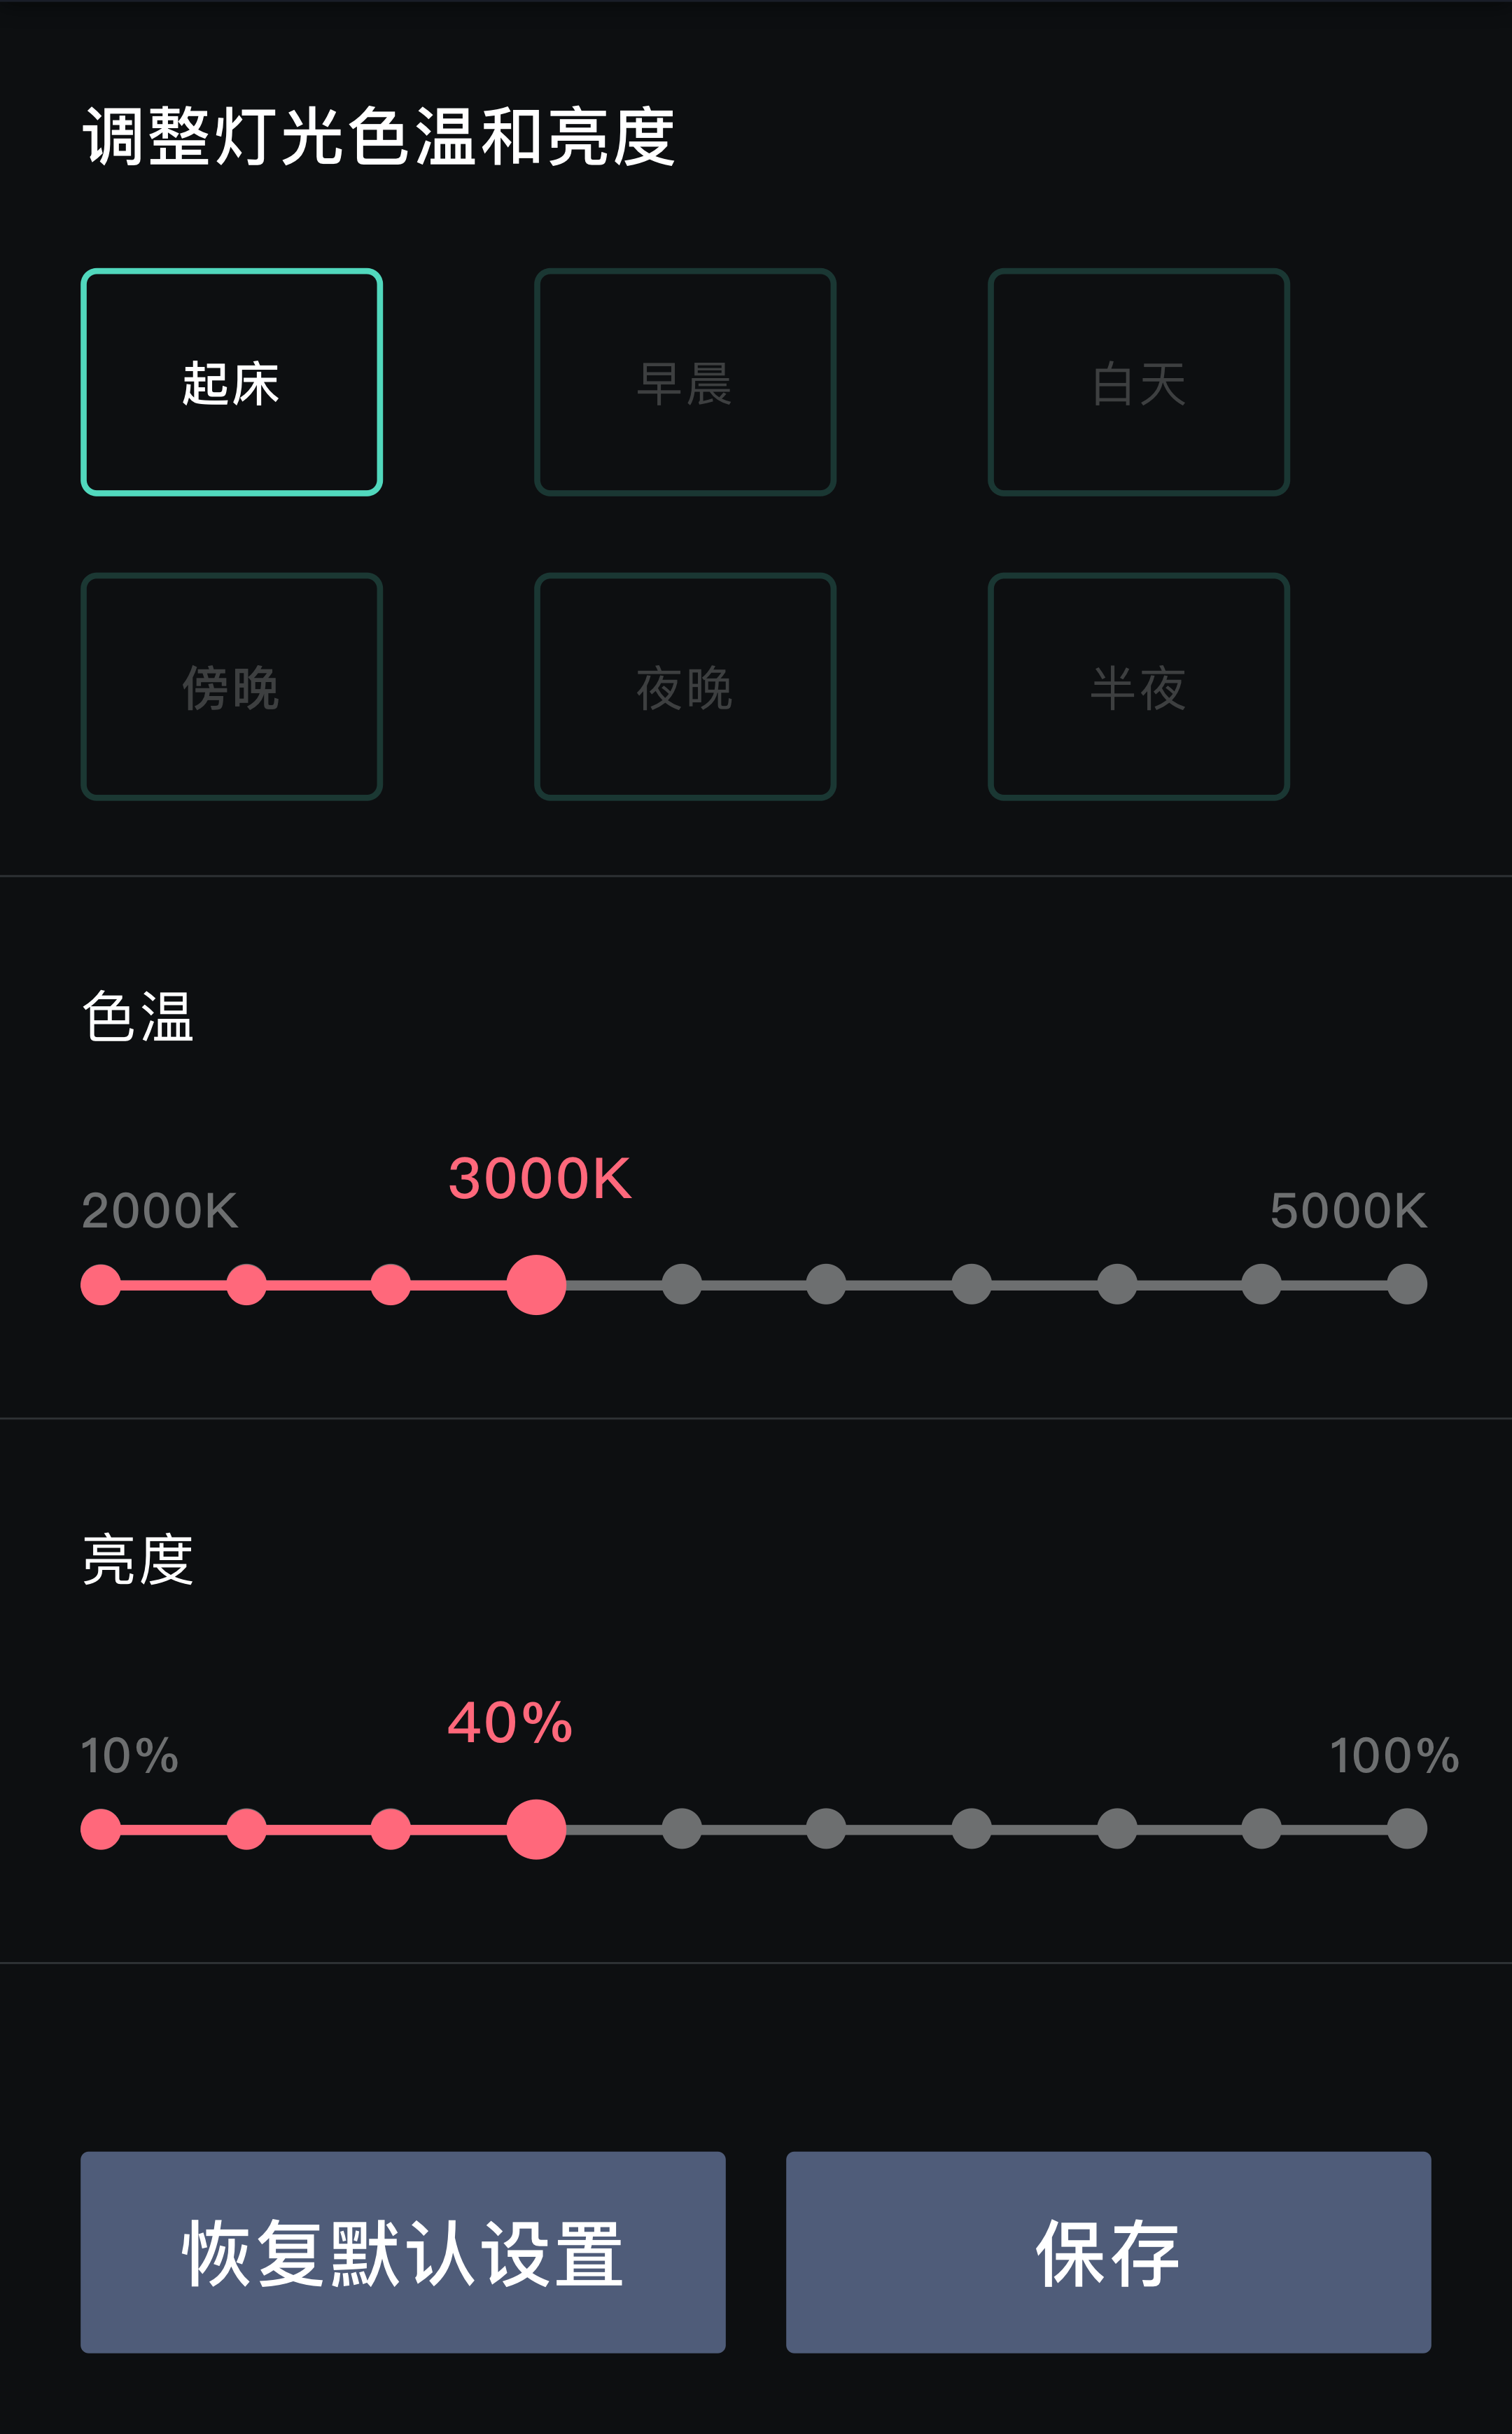 调整灯光色温和亮度
起床
早晨
白天
傍晚
夜晚
半夜
色温
2000K
3000K
5000K
亮度
10%
40%
100%
恢复默认设置
保存